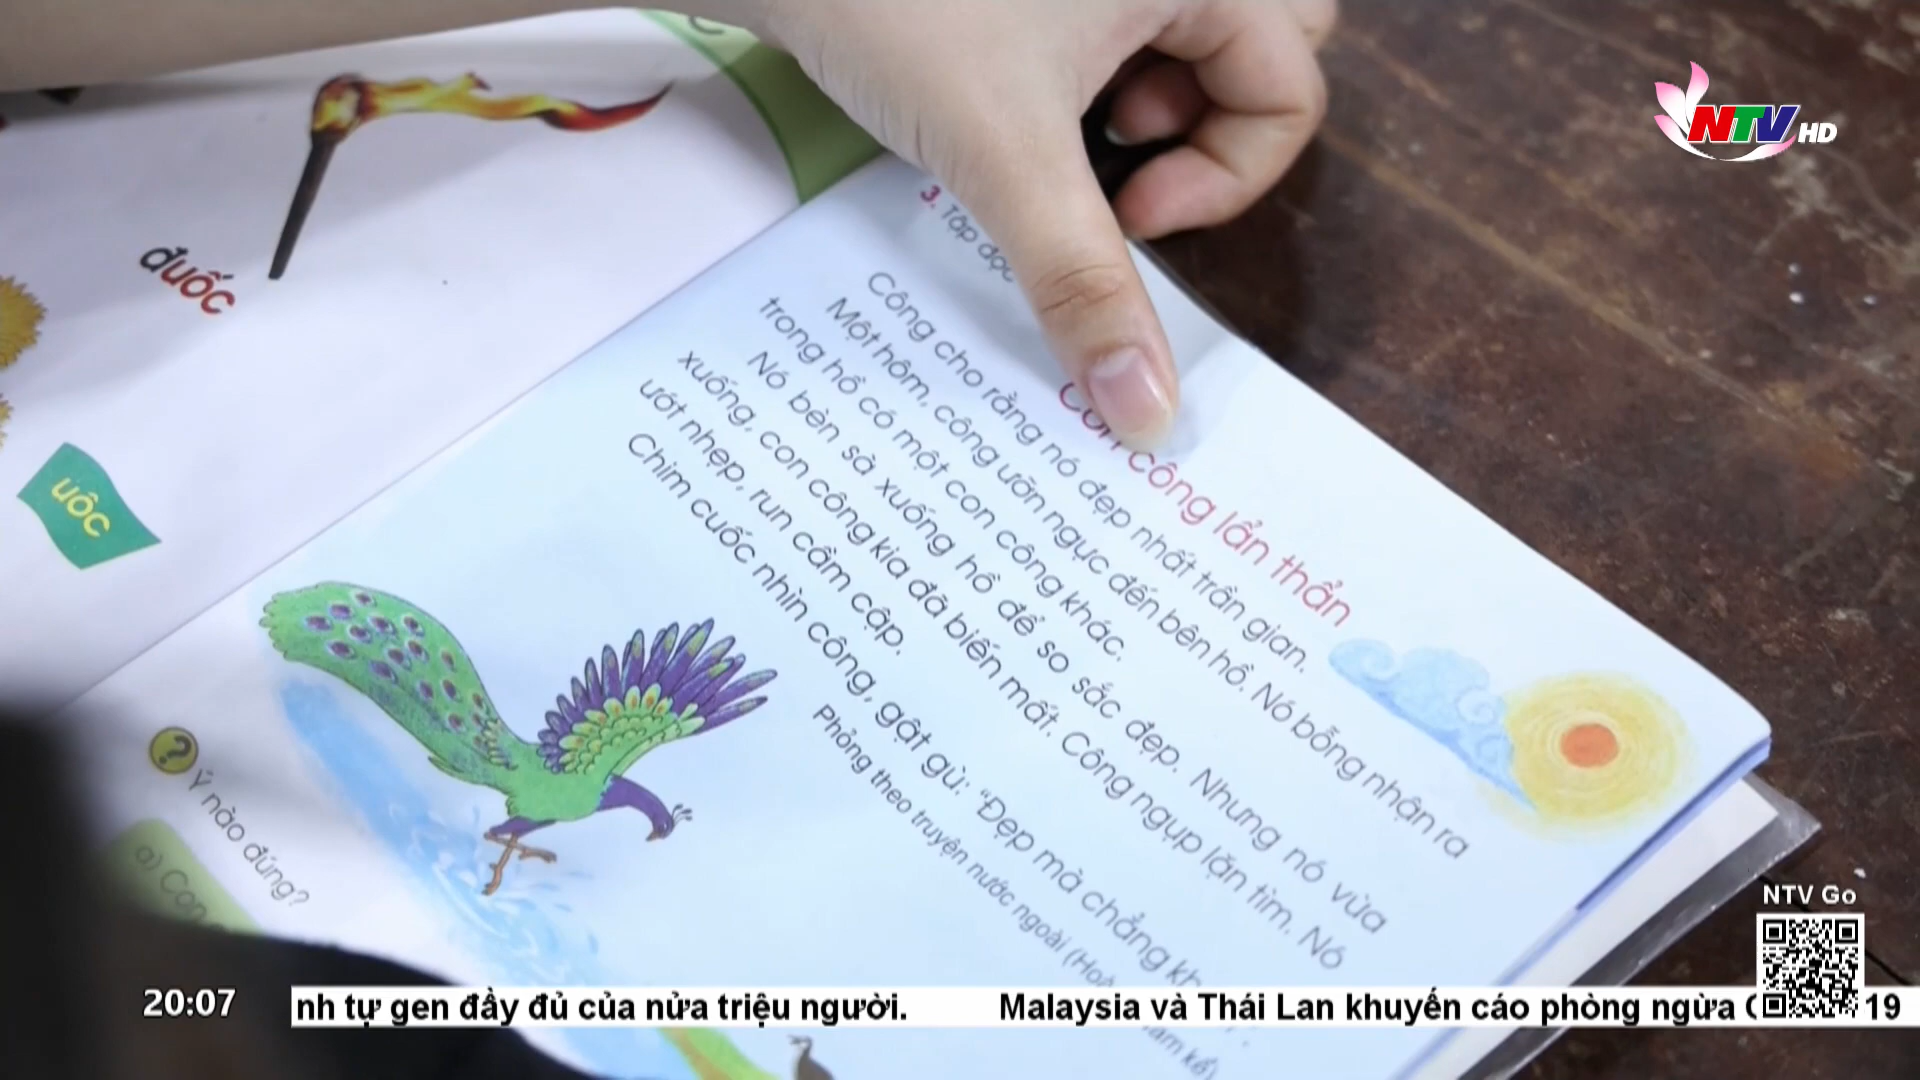 NTV HD
đuốc
uôc
3. Tập đọc
Con công lẩn thẩn
Công cho rằng nó đẹp nhất trần gian.
Một hôm, công ưỡn ngực đến bên hồ. Nó bỗng nhận ra
trong hồ có một con công khác.
Nó bèn sà xuống hồ để so sắc đẹp. Nhưng nó vừa
xuống, con công kia đã biến mất. Công ngụp lặn tìm. Nó
ướt nhẹp, run cầm cập.
Chim cuốc nhìn công, gật gù: “Đẹp mà chẳng
Phỏng theo truyện nước ngoài
kể)
? Ý nào đúng?
a) Con
NTV Go
20:07
nh tự gen đầy đủ của nửa triệu người. Malaysia và Thái Lan khuyến cáo phòng ngừa 19